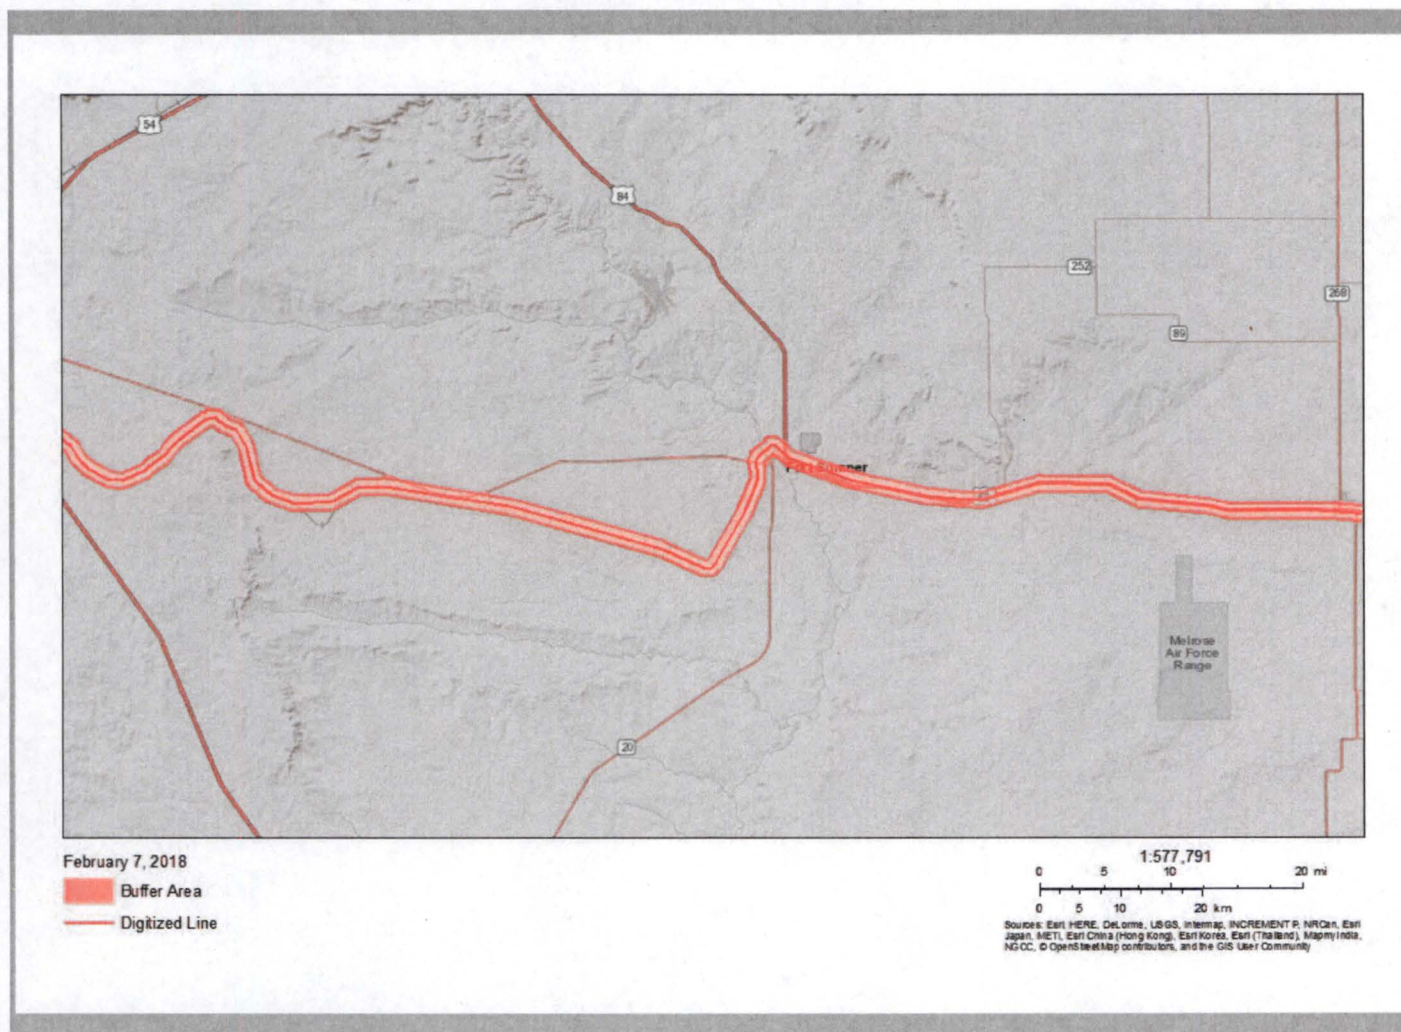 54
84
252
268
89
Sumner
Melrose
Air Force
Range
20
February 7, 2018
Buffer Area
Digitized Line
1:577,791
0 5 10 20 mi
0 5 10 20 km
Sources: Esri, HERE, DeLorme, USGS, Intermap, INCREMENT P, NRCan, Esri
Japan, METI, Esri China (Hong Kong), Esri Korea, Esri (Thailand), MapmyIndia,
NGCC, © OpenStreetMap contributors, and the GIS User Community